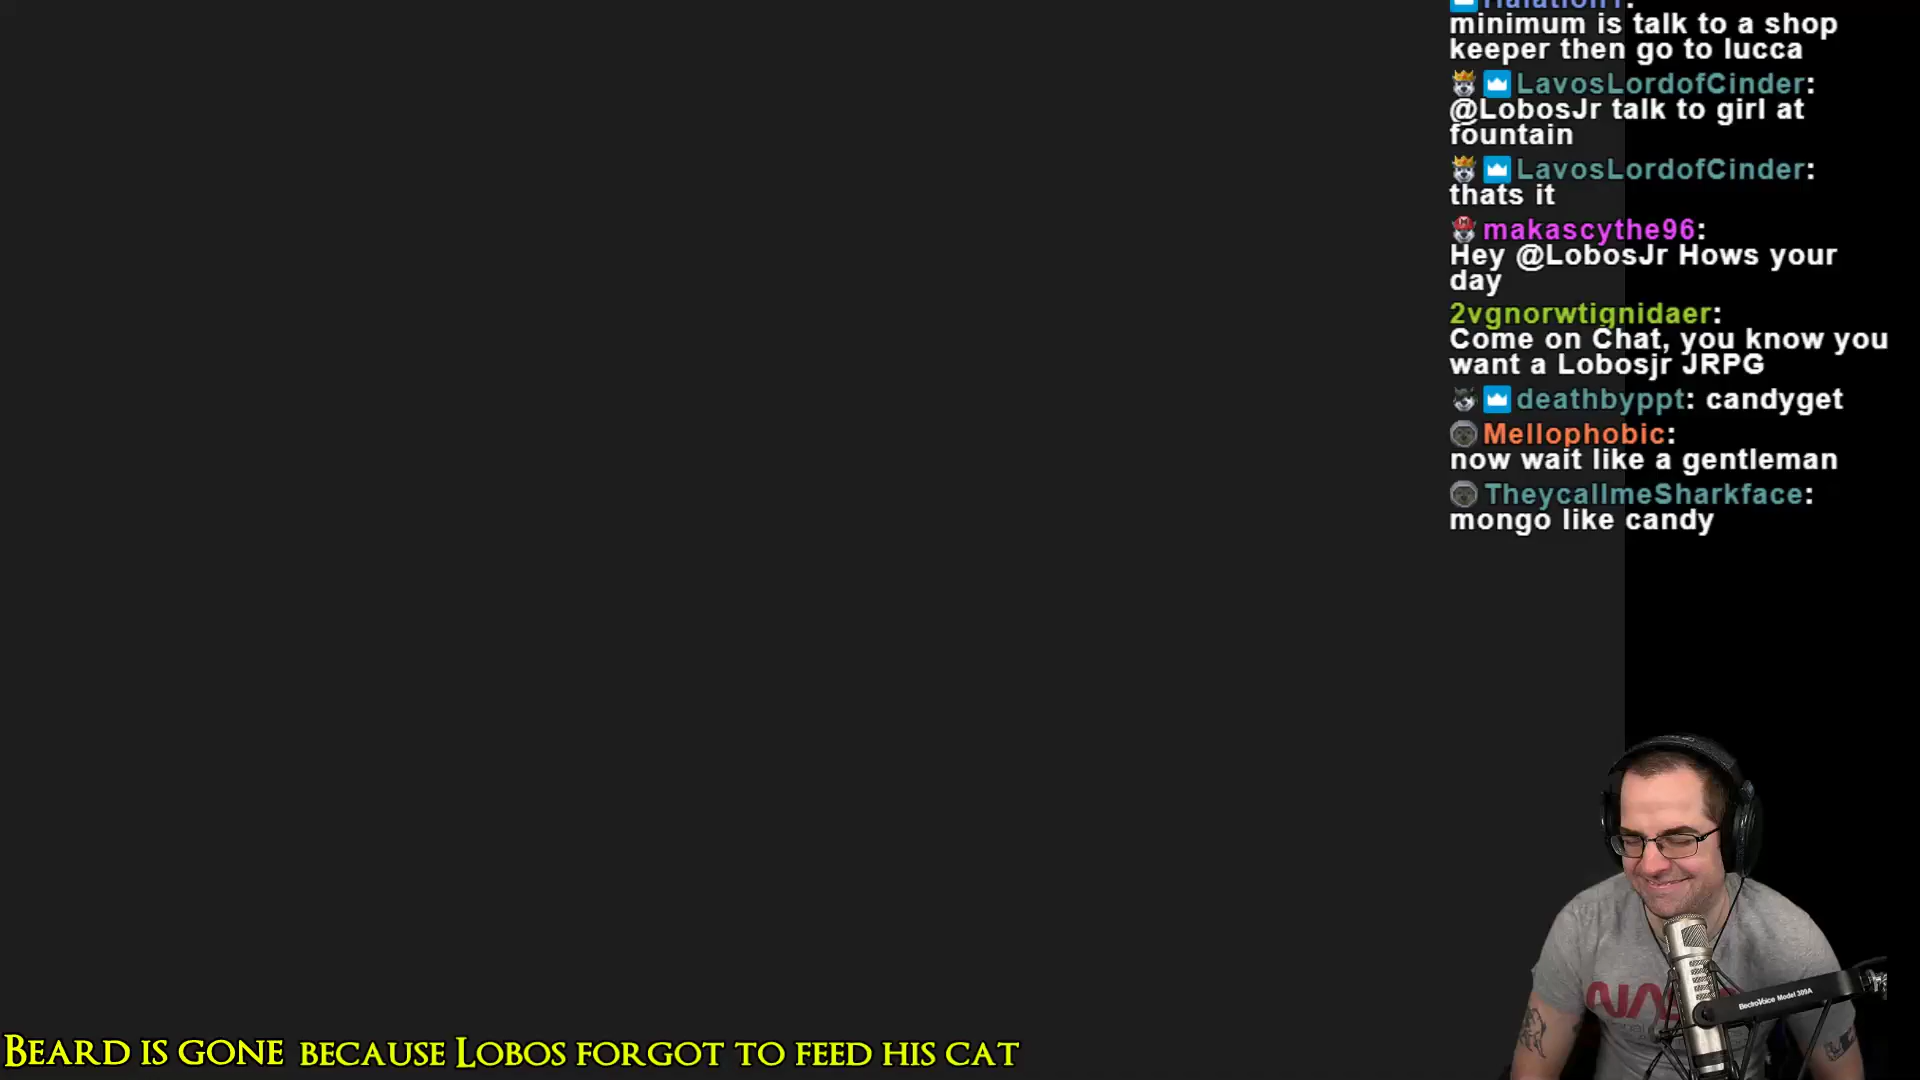 minimum is talk to a shop
keeper then go to lucca
LavosLordofCinder:
@LobosJr talk to girl at
fountain
LavosLordofCinder:
thats it
makascythe96:
Hey @LobosJr Hows your
day
2vgnorwtignidaer:
Come on Chat, you know you
want a Lobosjr JRPG
deathbyppt: candyget
Mellophobic:
now wait like a gentleman
TheycallmeSharkface:
mongo like candy
ElectroVoice Model 309A
BEARD IS GONE BECAUSE LOBOS FORGOT TO FEED HIS CAT